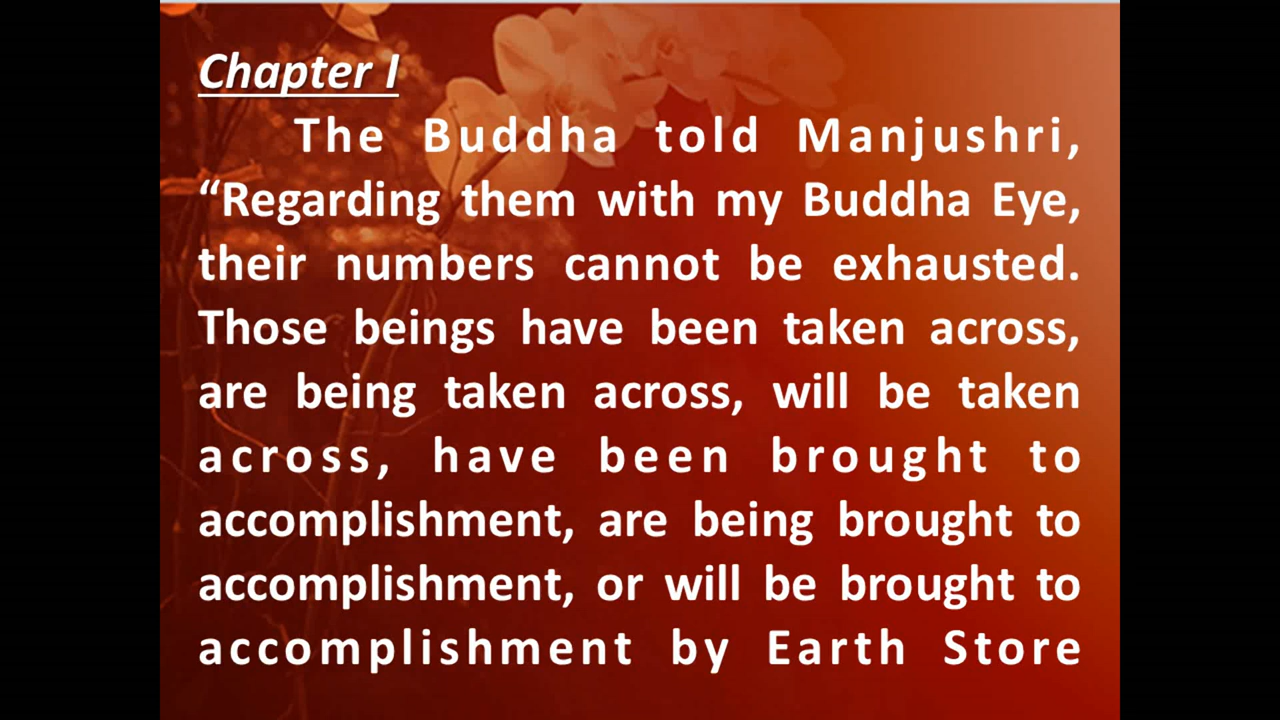 Chapter I
The Buddha told Manjushri,
“Regarding them with my Buddha Eye,
their numbers cannot be exhausted.
Those beings have been taken across,
are being taken across, will be taken
across, have been brought to
accomplishment, are being brought to
accomplishment, or will be brought to
accomplishment by Earth Store